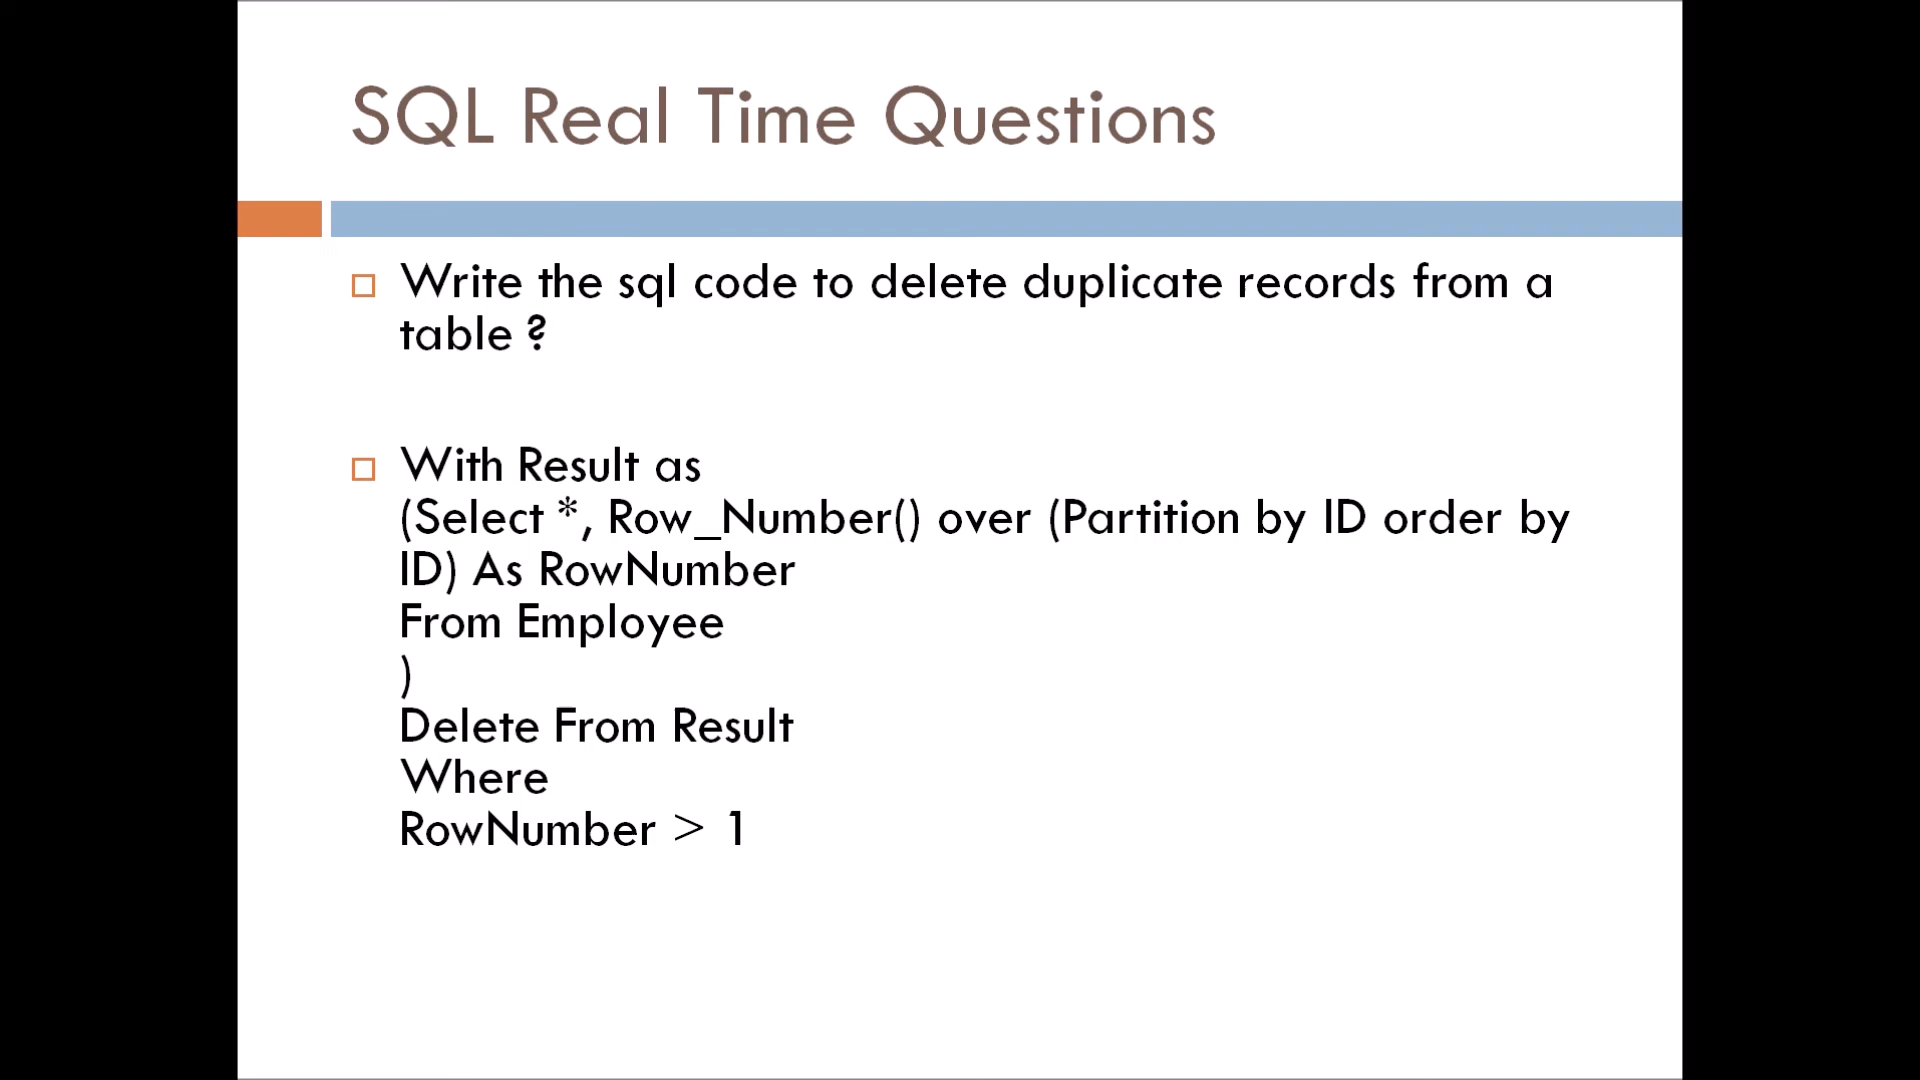 SQL Real Time Questions
Write the sql code to delete duplicate records from a
table ?
With Result as
(Select *, Row_Number() over (Partition by ID order by
ID) As RowNumber
From Employee
)
Delete From Result
Where
RowNumber > 1